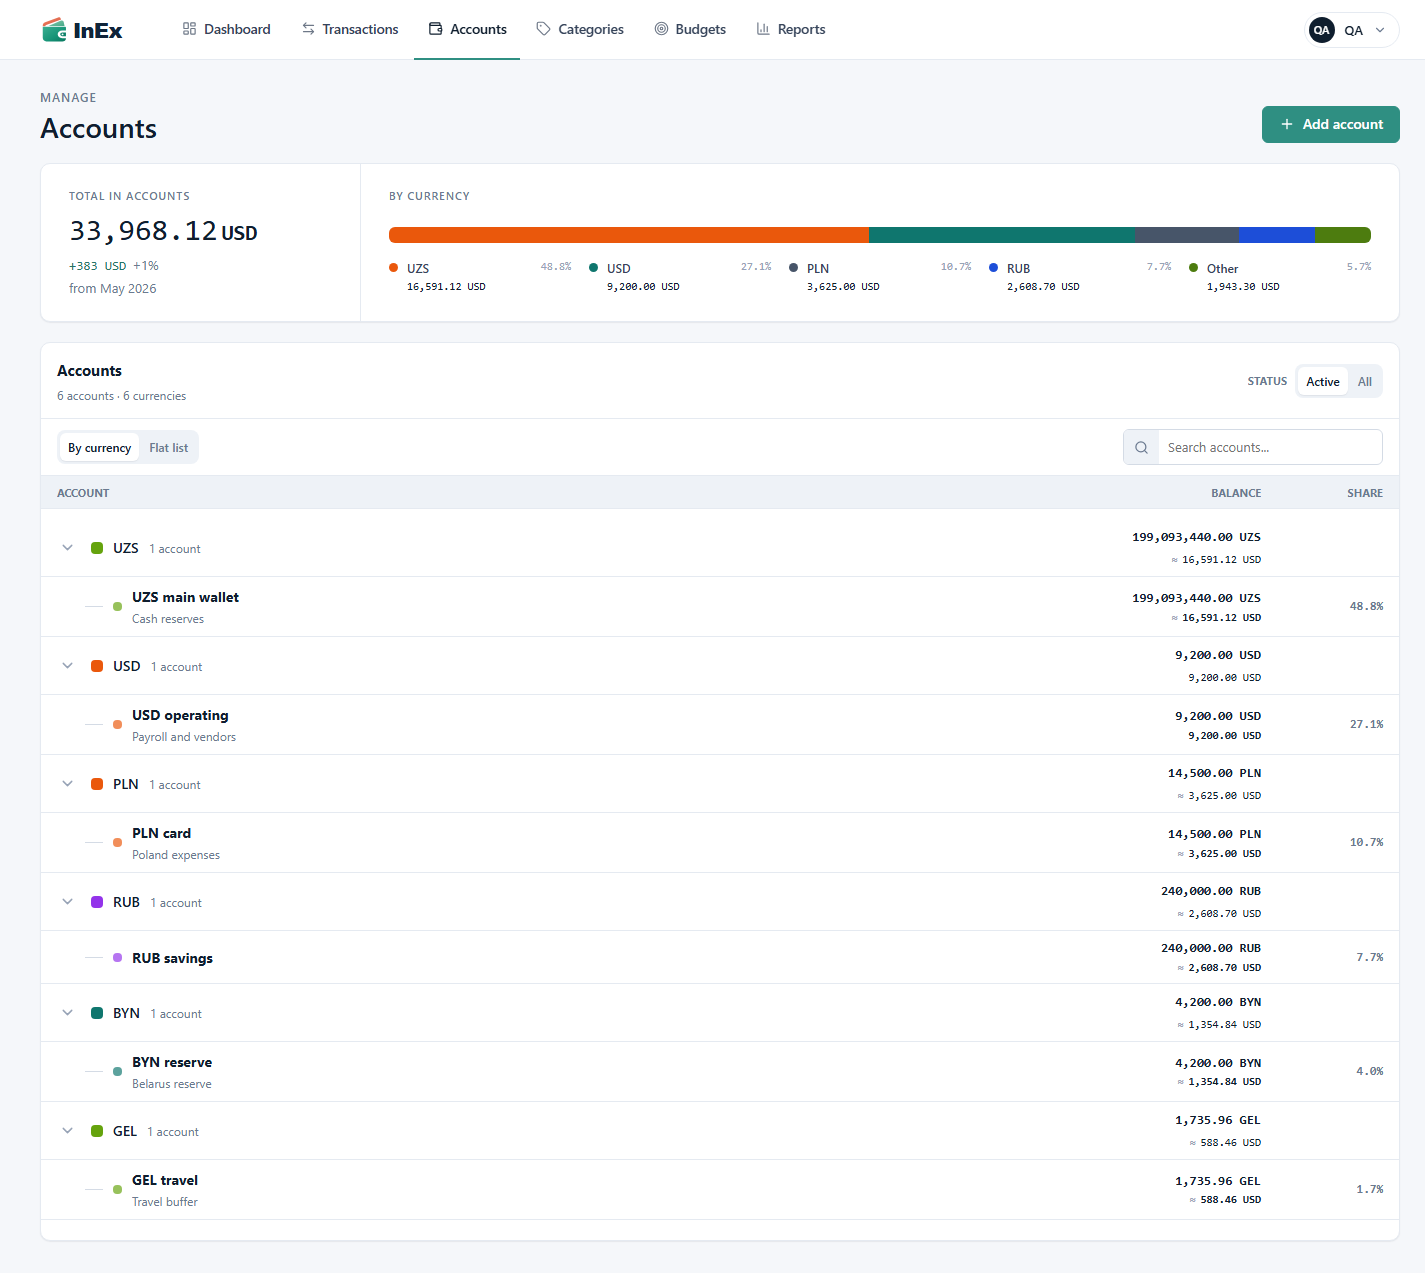 InEx
Dashboard
Transactions
Accounts
Categories
Budgets
Reports
QA
QA
MANAGE
Accounts
+ Add account
TOTAL IN ACCOUNTS
33,968.12 USD
+383 USD +1%
from May 2026
BY CURRENCY
UZS 48.8%
16,591.12 USD
USD 27.1%
9,200.00 USD
PLN 10.7%
3,625.00 USD
RUB 7.7%
2,608.70 USD
Other 5.7%
1,943.30 USD
Accounts
6 accounts · 6 currencies
STATUS
Active
All
By currency
Flat list
Search accounts...
ACCOUNT BALANCE SHARE
UZS 1 account 199,093,440.00 UZS
≈ 16,591.12 USD
UZS main wallet 199,093,440.00 UZS 48.8%
Cash reserves ≈ 16,591.12 USD
USD 1 account 9,200.00 USD
9,200.00 USD
USD operating 9,200.00 USD 27.1%
Payroll and vendors 9,200.00 USD
PLN 1 account 14,500.00 PLN
≈ 3,625.00 USD
PLN card 14,500.00 PLN 10.7%
Poland expenses ≈ 3,625.00 USD
RUB 1 account 240,000.00 RUB
≈ 2,608.70 USD
RUB savings 240,000.00 RUB 7.7%
≈ 2,608.70 USD
BYN 1 account 4,200.00 BYN
≈ 1,354.84 USD
BYN reserve 4,200.00 BYN 4.0%
Belarus reserve ≈ 1,354.84 USD
GEL 1 account 1,735.96 GEL
≈ 588.46 USD
GEL travel 1,735.96 GEL 1.7%
Travel buffer ≈ 588.46 USD